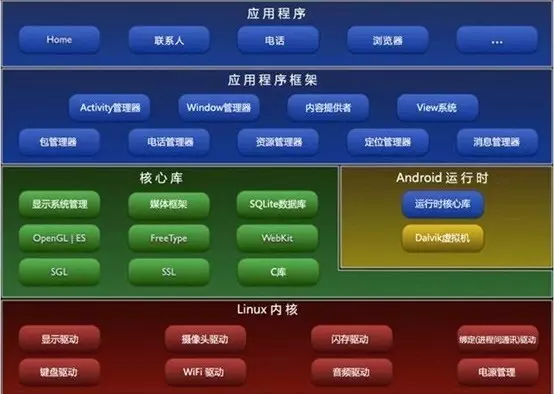 应用程序
Home 联系人 电话 浏览器 ...
应用程序框架
Activity管理器 Window管理器 内容提供者 View系统
包管理器 电话管理器 资源管理器 定位管理器 消息管理器
核心库 Android 运行时
显示系统管理 媒体框架 SQLite数据库 运行时核心库
OpenGL | ES FreeType WebKit Dalvik虚拟机
SGL SSL C库
Linux 内核
显示驱动 摄像头驱动 闪存驱动 绑定(进程间通讯)驱动
键盘驱动 WiFi 驱动 音频驱动 电源管理